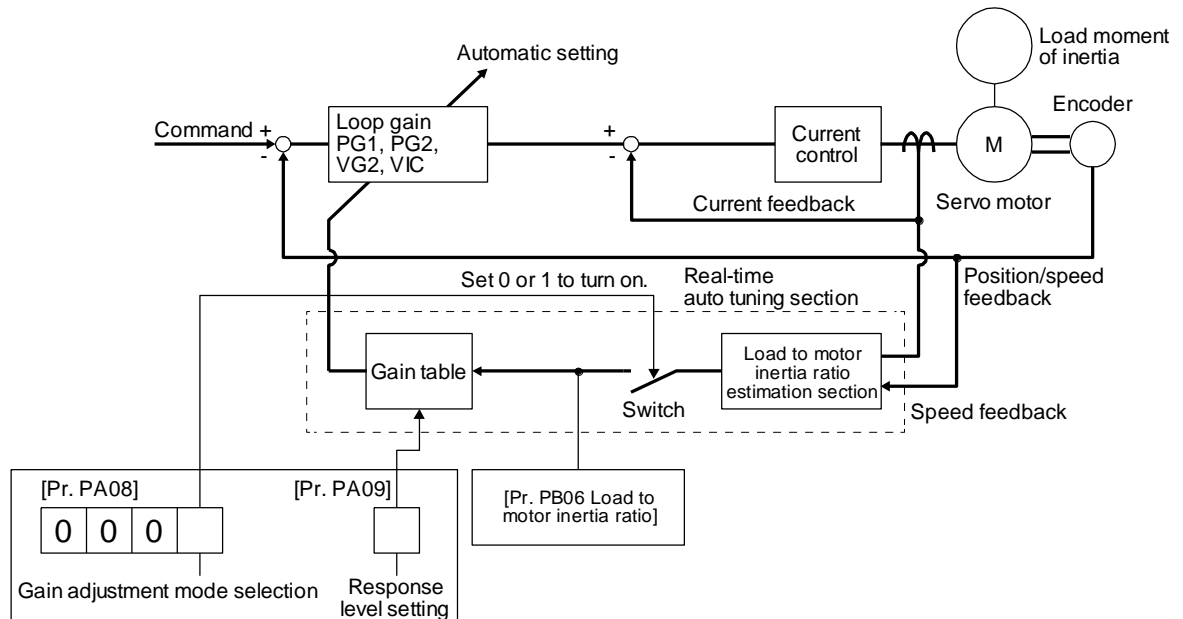 Load moment
of inertia
Automatic setting
Encoder
Command +
-
Loop gain
PG1, PG2,
VG2, VIC
+
-
Current
control
M
Servo motor
Current feedback
Set 0 or 1 to turn on.
Real-time
auto tuning section
Position/speed
feedback
Gain table
Switch
Load to motor
inertia ratio
estimation section
Speed feedback
[Pr. PA08]
[Pr. PA09]
0 0 0
Gain adjustment mode selection
Response
level setting
[Pr. PB06 Load to
motor inertia ratio]